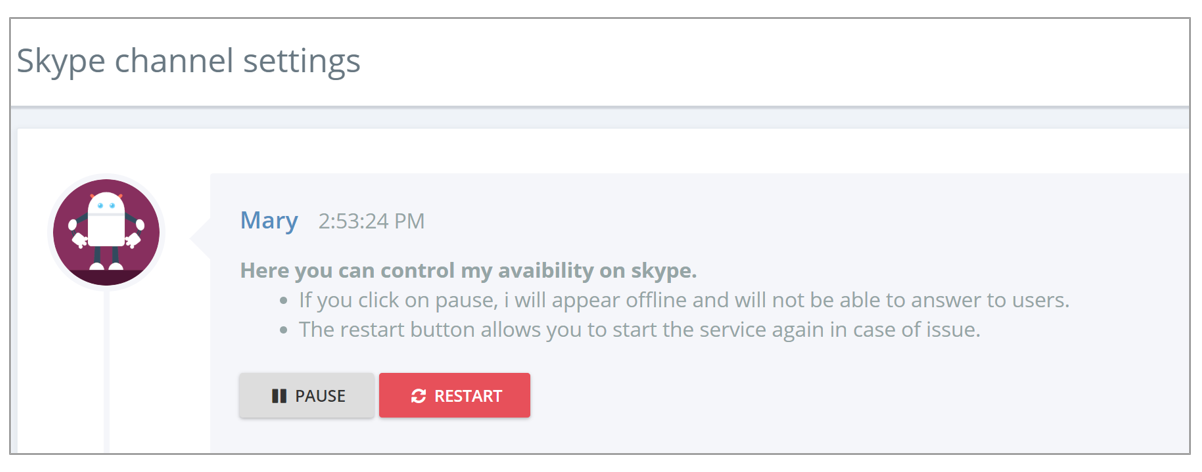 Skype channel settings
Mary 2:53:24 PM
Here you can control my avaibility on skype.
If you click on pause, i will appear offline and will not be able to answer to users.
The restart button allows you to start the service again in case of issue.
PAUSE RESTART